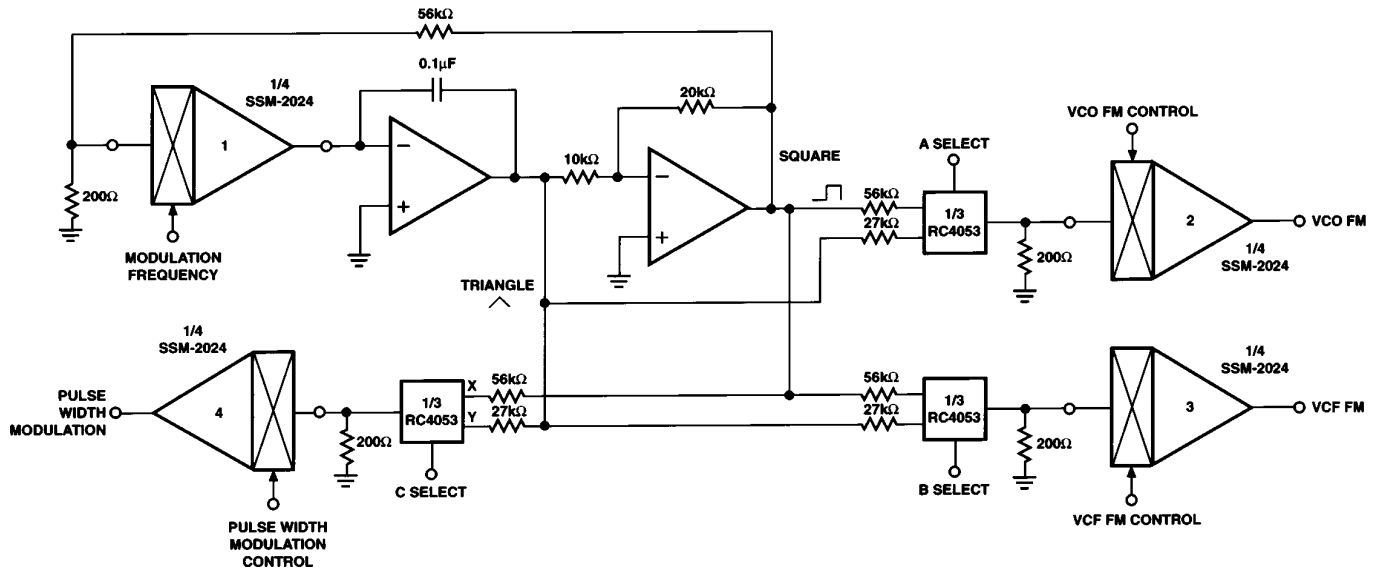 56kΩ
1/4
SSM-2024
0.1µF
1
200Ω
MODULATION
FREQUENCY
−
+
10kΩ
20kΩ
−
+
SQUARE
TRIANGLE
A SELECT
56kΩ
27kΩ
1/3
RC4053
200Ω
VCO FM CONTROL
2
VCO FM
1/4
SSM-2024
1/4
SSM-2024
PULSE
WIDTH
MODULATION
4
200Ω
PULSE WIDTH
MODULATION
CONTROL
1/3
RC4053
X
Y
C SELECT
56kΩ
27kΩ
56kΩ
27kΩ
1/3
RC4053
B SELECT
200Ω
1/4
SSM-2024
3
VCF FM
VCF FM CONTROL